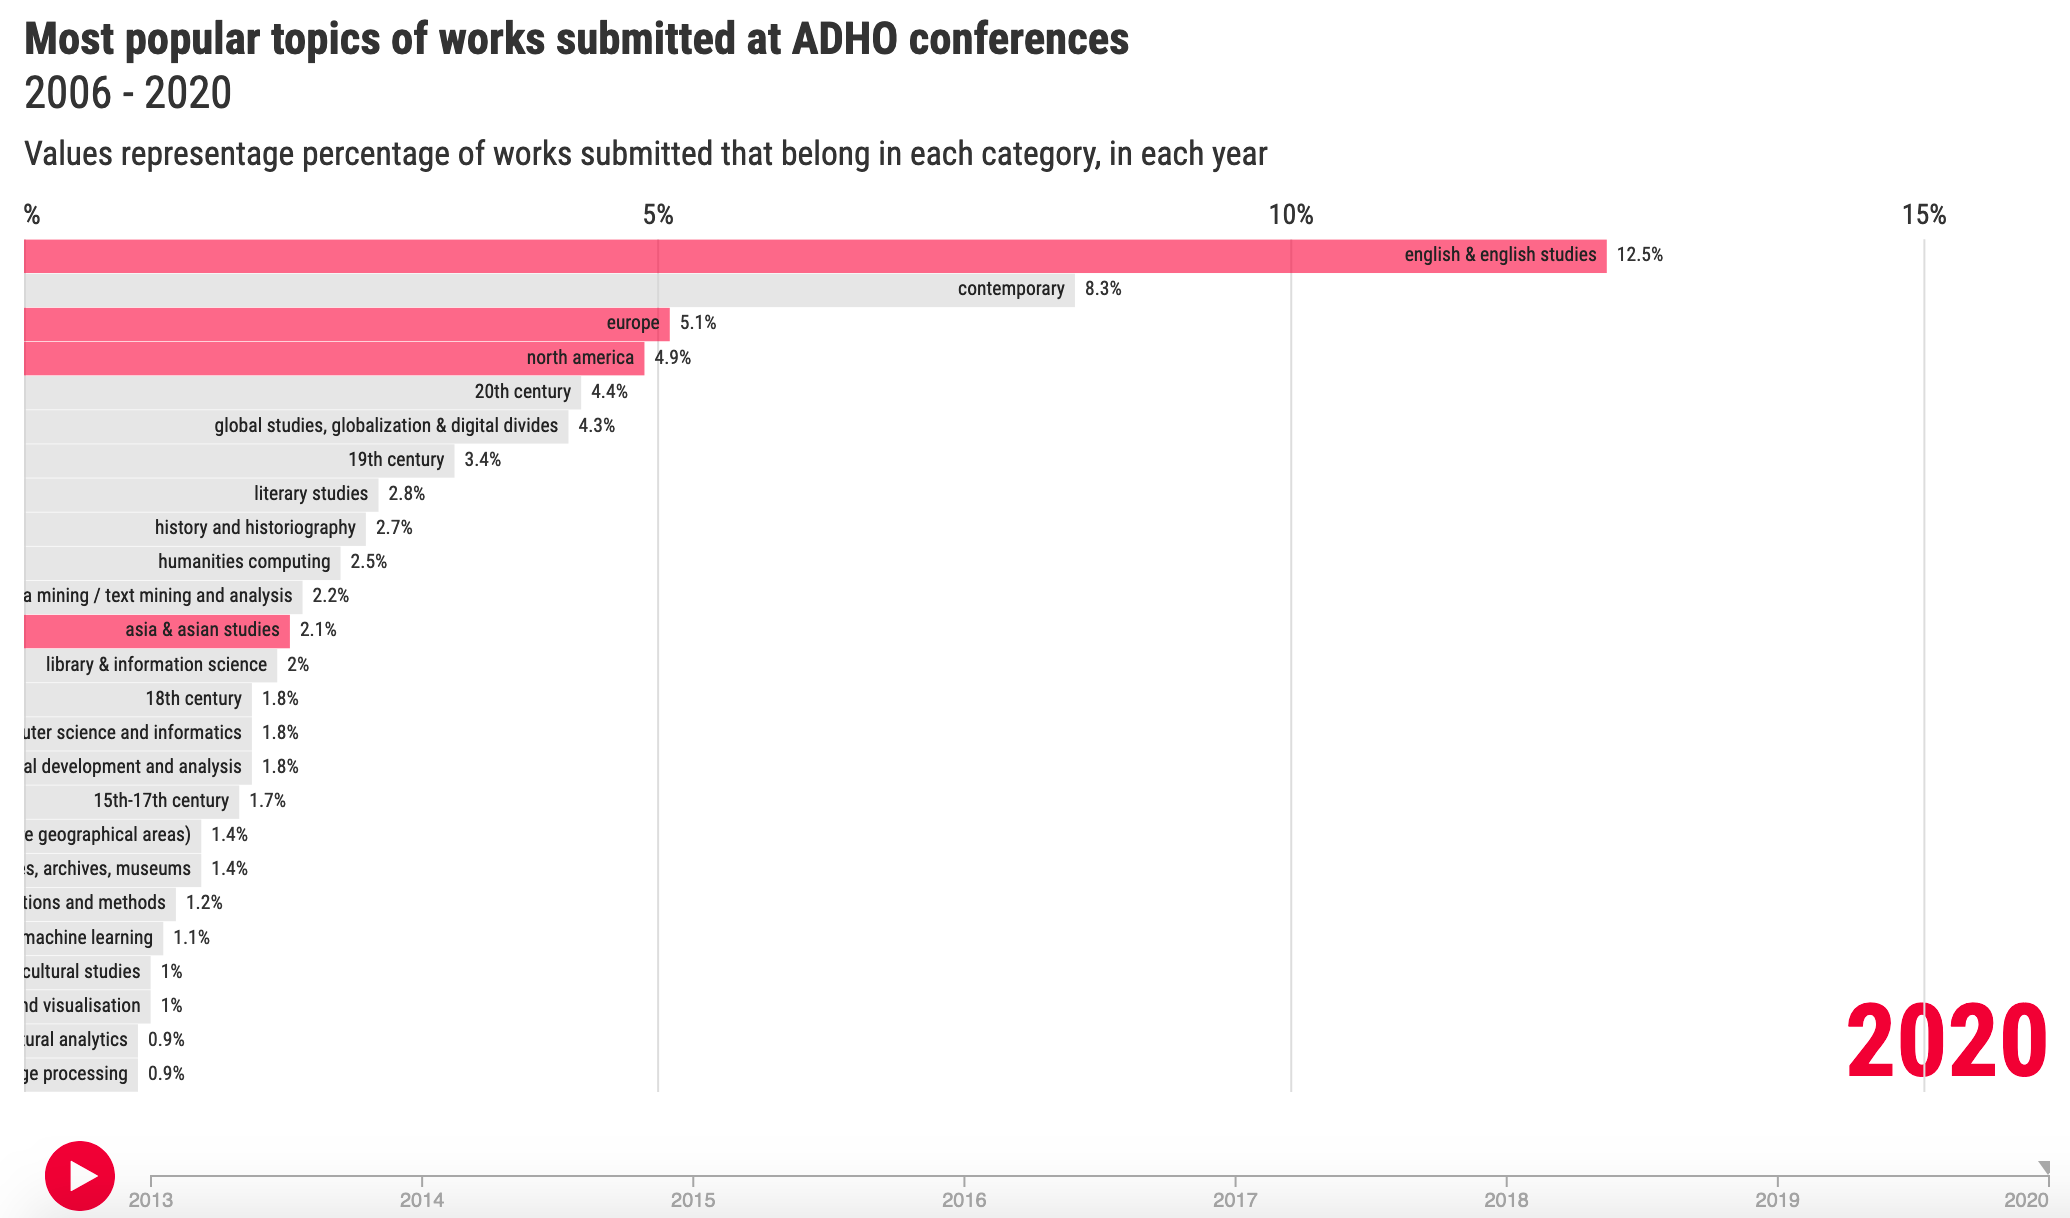 Most popular topics of works submitted at ADHO conferences
2006 - 2020
Values representage percentage of works submitted that belong in each category, in each year
% 5% 10% 15%
english & english studies 12.5%
contemporary 8.3%
europe 5.1%
north america 4.9%
20th century 4.4%
global studies, globalization & digital divides 4.3%
19th century 3.4%
literary studies 2.8%
history and historiography 2.7%
humanities computing 2.5%
a mining / text mining and analysis 2.2%
asia & asian studies 2.1%
library & information science 2%
18th century 1.8%
uter science and informatics 1.8%
al development and analysis 1.8%
15th-17th century 1.7%
e geographical areas) 1.4%
es, archives, museums 1.4%
tions and methods 1.2%
machine learning 1.1%
cultural studies 1%
nd visualisation 1%
tural analytics 0.9%
ge processing 0.9%
2020
2013 2014 2015 2016 2017 2018 2019 2020